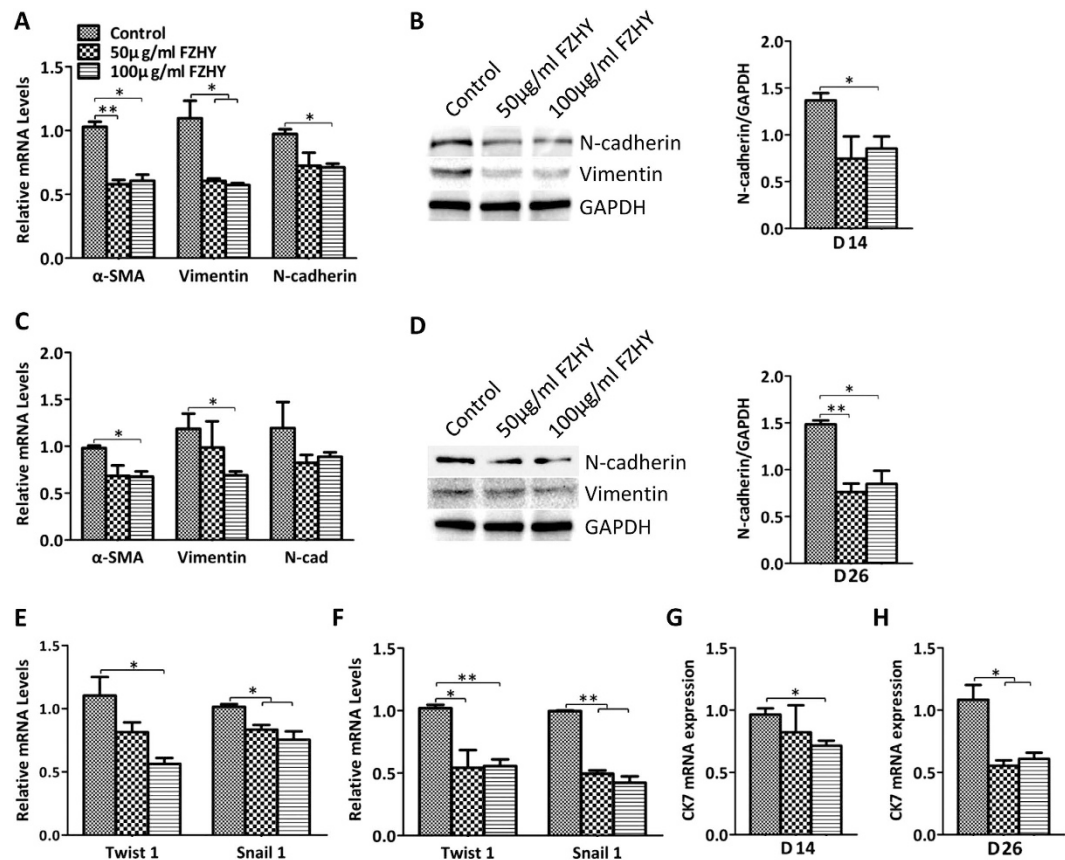 A
Control
50μg/ml FZHY
100μg/ml FZHY
Relative mRNA Levels
1.5
1.0
0.5
0.0
**
*
*
*
α-SMA Vimentin N-cadherin
B
Control
50μg/ml FZHY
100μg/ml FZHY
N-cadherin
Vimentin
GAPDH
N-cadherin/GAPDH
2.0
1.5
1.0
0.5
0.0
*
D14
C
Relative mRNA Levels
2.0
1.5
1.0
0.5
0.0
*
*
α-SMA Vimentin N-cad
D
Control
50μg/ml FZHY
100μg/ml FZHY
N-cadherin
Vimentin
GAPDH
N-cadherin/GAPDH
2.0
1.5
1.0
0.5
0.0
*
**
D26
E
Relative mRNA Levels
1.5
1.0
0.5
0.0
*
*
Twist 1 Snail 1
F
Relative mRNA Levels
1.5
1.0
0.5
0.0
**
*
**
Twist 1 Snail 1
G
CK7 mRNA expression
1.5
1.0
0.5
0.0
*
D14
H
CK7 mRNA expression
1.5
1.0
0.5
0.0
*
D26